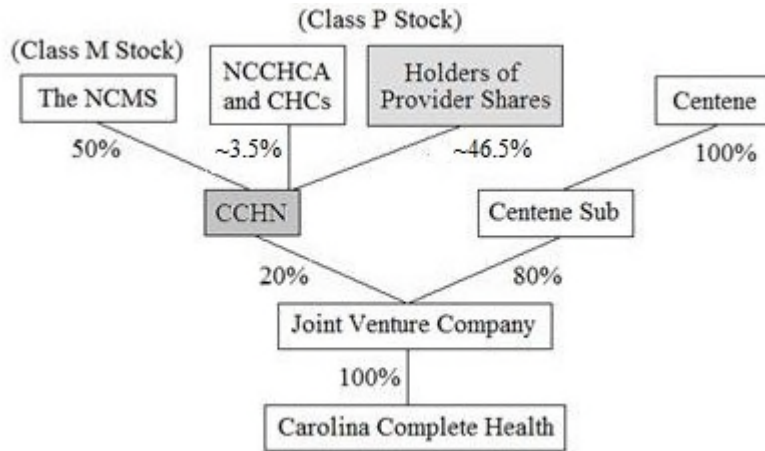 (Class P Stock)
(Class M Stock)
The NCMS
NCCHCA
and CHCs
Holders of
Provider Shares
Centene
50%
~3.5%
~46.5%
100%
CCHN
Centene Sub
20%
80%
Joint Venture Company
100%
Carolina Complete Health